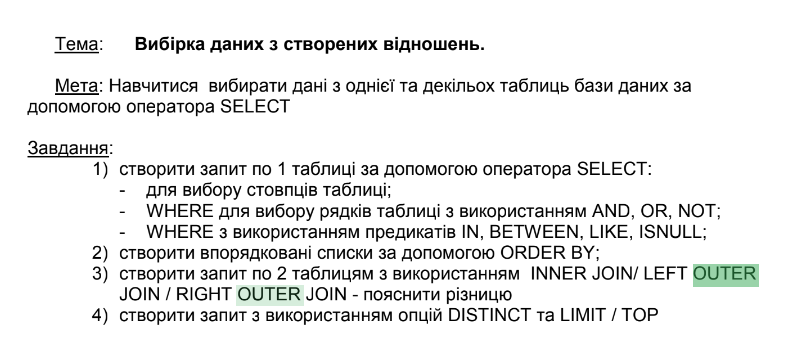 Тема: Вибірка даних з створених відношень.
Мета: Навчитися вибирати дані з однієї та декількох таблиць бази даних за
допомогою оператора SELECT
Завдання:
1) створити запит по 1 таблиці за допомогою оператора SELECT:
- для вибору стовпців таблиці;
- WHERE для вибору рядків таблиці з використанням AND, OR, NOT;
- WHERE з використанням предикатів IN, BETWEEN, LIKE, ISNULL;
2) створити впорядковані списки за допомогою ORDER BY;
3) створити запит по 2 таблицям з використанням INNER JOIN/ LEFT OUTER
JOIN / RIGHT OUTER JOIN - пояснити різницю
4) створити запит з використанням опцій DISTINCT та LIMIT / TOP